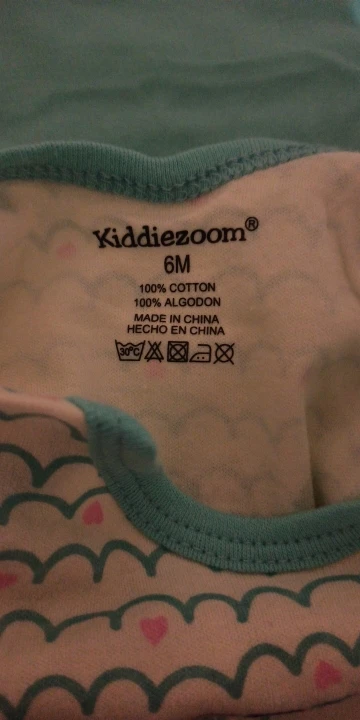 Kiddiezoom®
6M
100% COTTON
100% ALGODON
MADE IN CHINA
HECHO EN CHINA
30°C